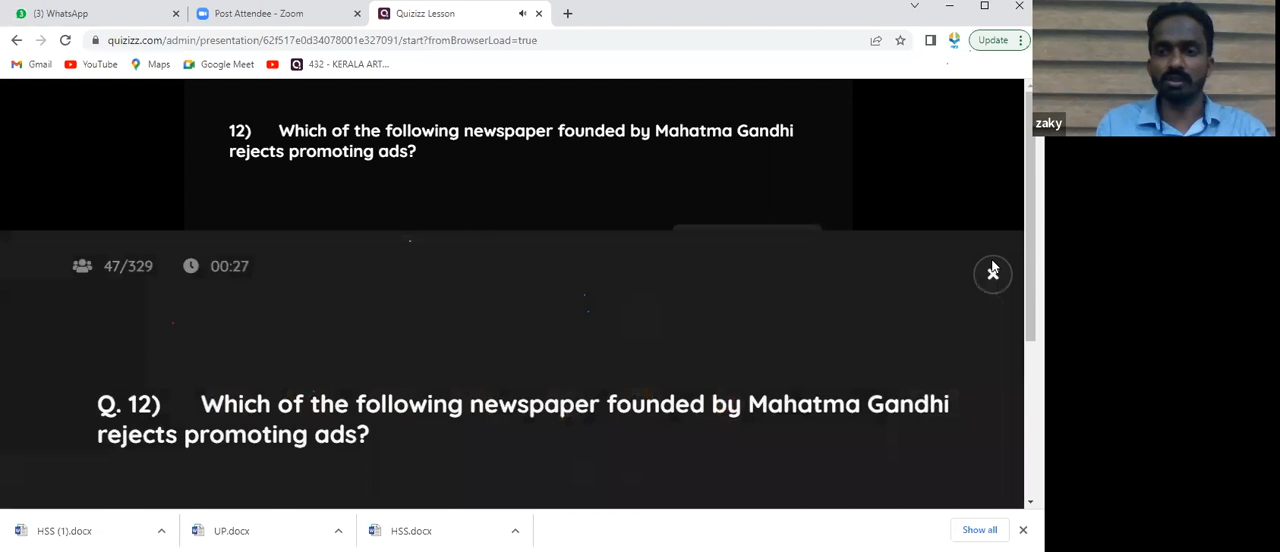 (3) WhatsApp
Post Attendee - Zoom
Quizizz Lesson
quizizz.com/admin/presentation/62f517e0d34078001e327091/start?fromBrowserLoad=true
Update
Gmail
YouTube
Maps
Google Meet
432 - KERALA ART...
zaky
12) Which of the following newspaper founded by Mahatma Gandhi
rejects promoting ads?
47/329 00:27
Q. 12) Which of the following newspaper founded by Mahatma Gandhi
rejects promoting ads?
HSS (1).docx
UP.docx
HSS.docx
Show all